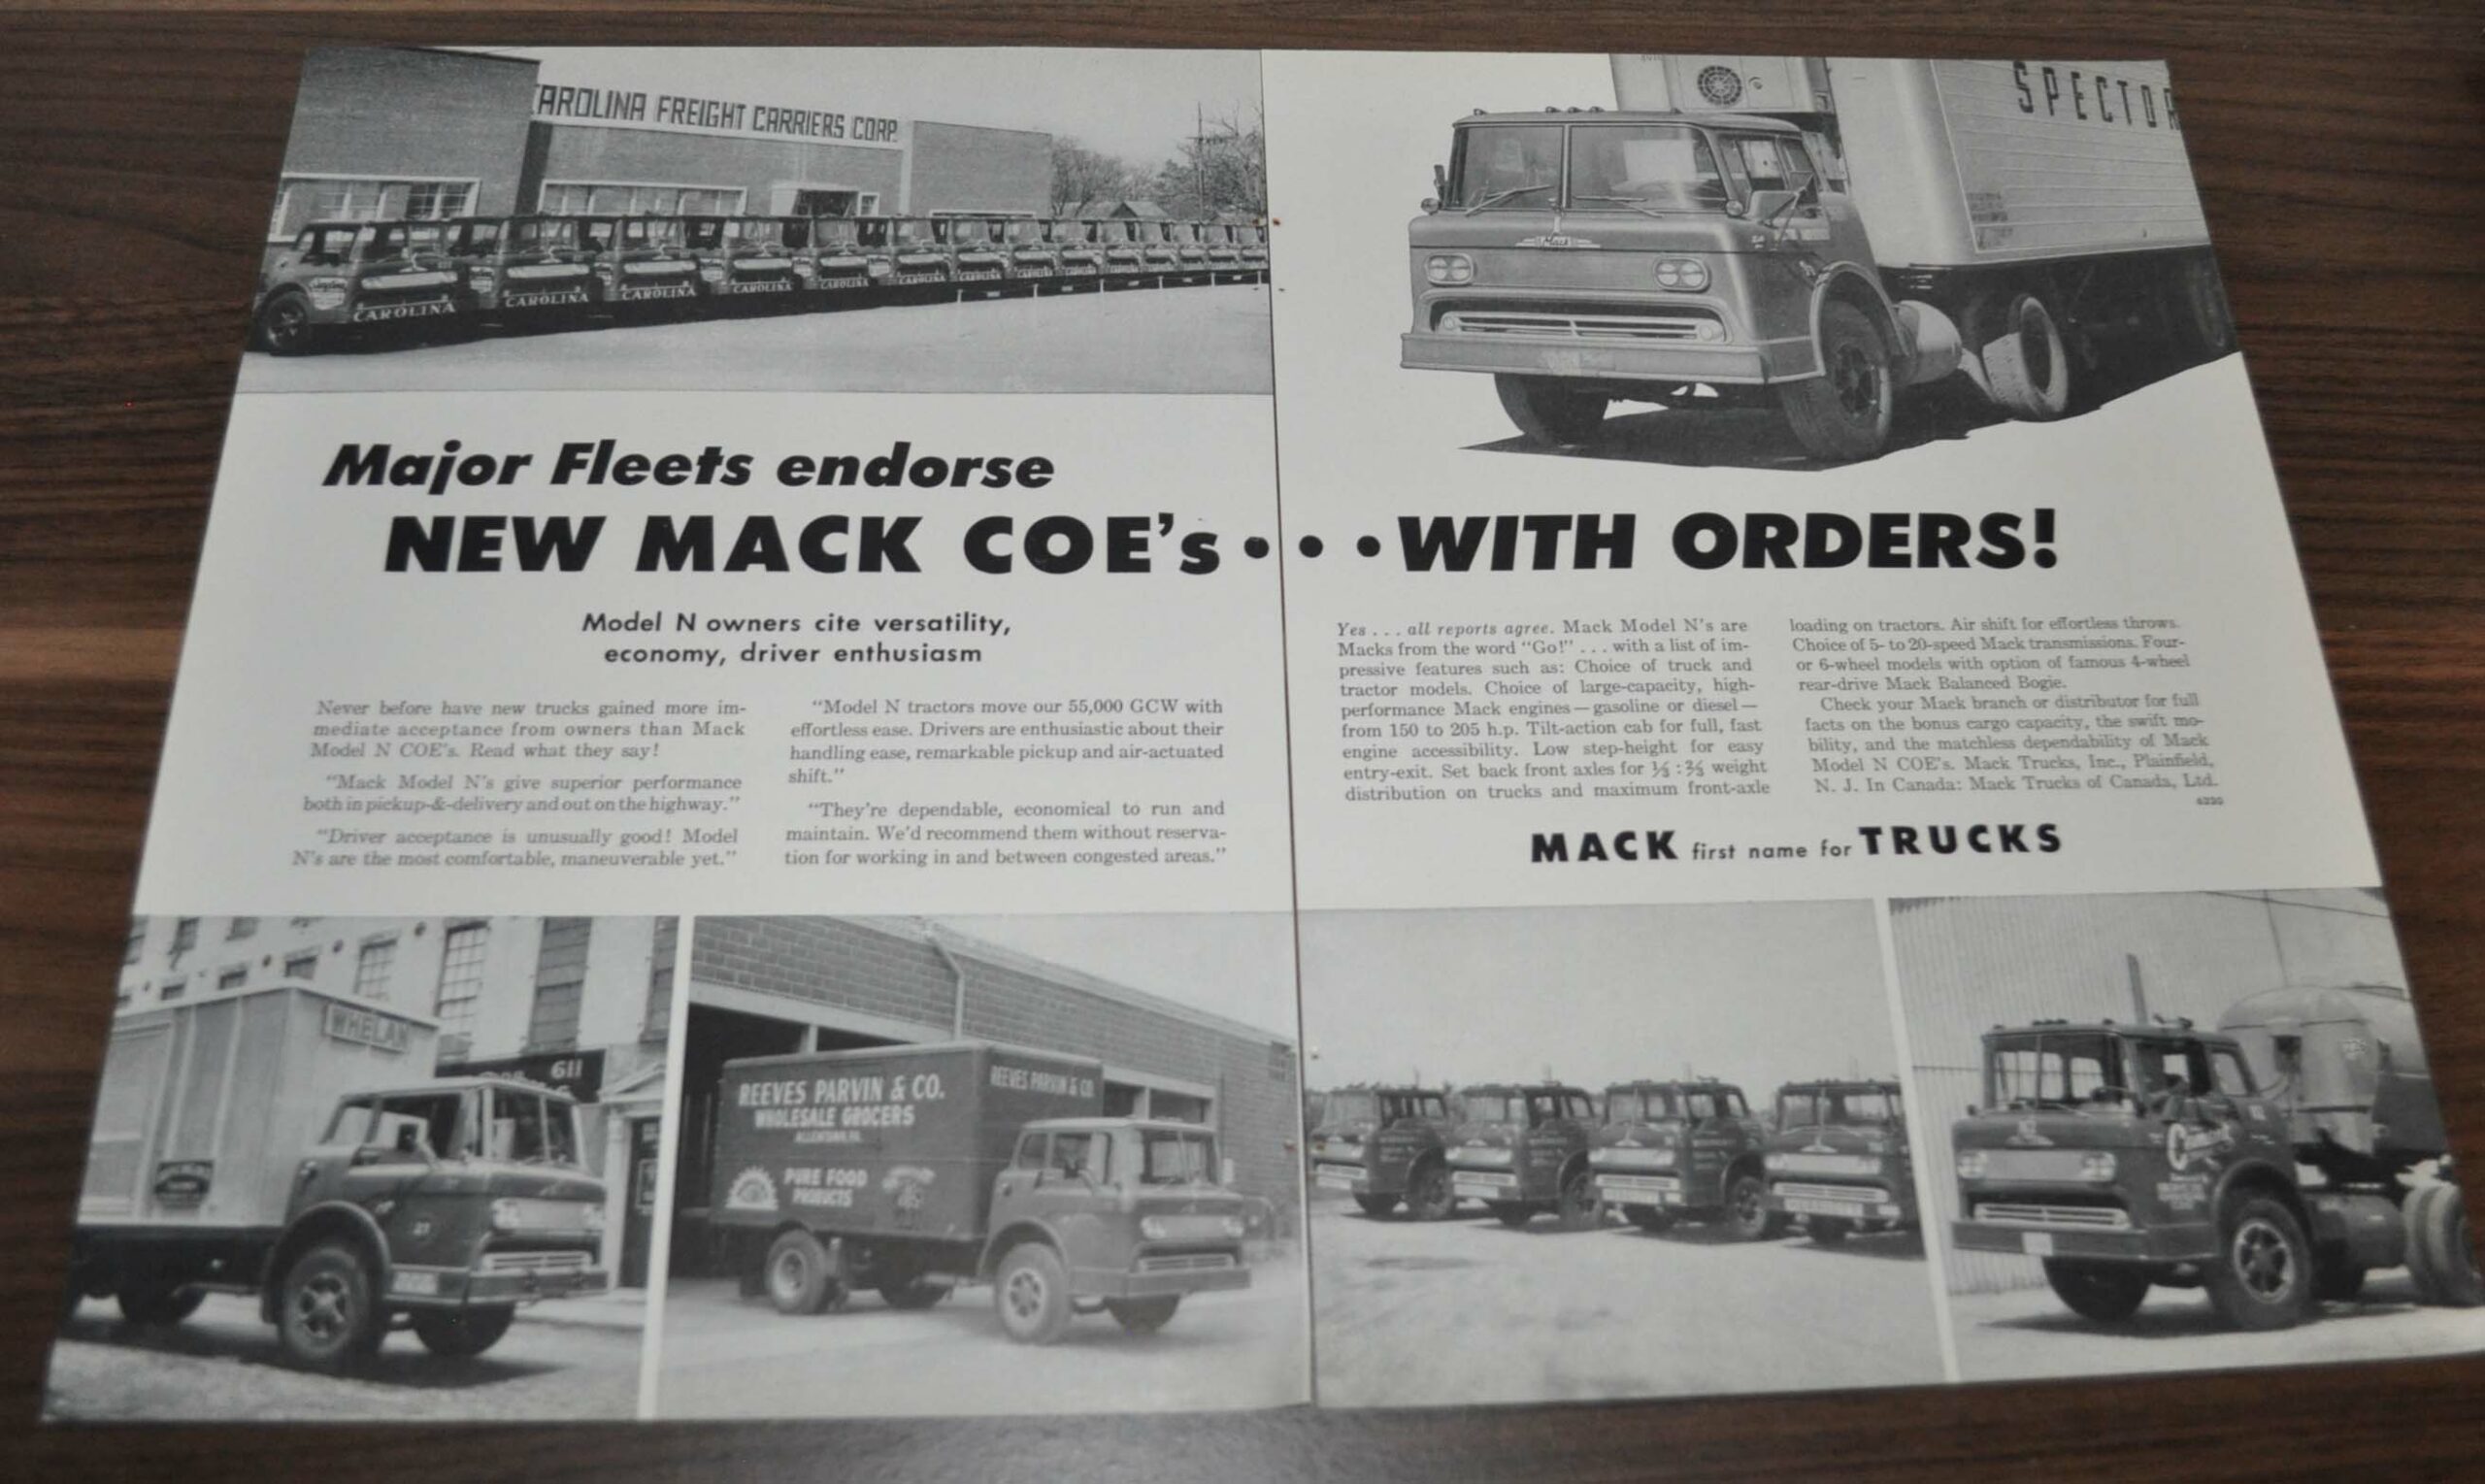 AROLINA FREIGHT CARRIERS CORP.
CAROLINA
CAROLINA
CAROLINA
CAROLINA
CAROLINA
CAROLINA
CAROLINA
SPECTOR
Mack
Major Fleets endorse
NEW MACK COE's • • • WITH ORDERS!
Model N owners cite versatility,
economy, driver enthusiasm
Never before have new trucks gained more im-
mediate acceptance from owners than Mack
Model N COE's. Read what they say!
"Mack Model N's give superior performance
both in pickup-&-delivery and out on the highway."
"Driver acceptance is unusually good! Model
N's are the most comfortable, maneuverable yet."
"Model N tractors move our 55,000 GCW with
effortless ease. Drivers are enthusiastic about their
handling ease, remarkable pickup and air-actuated
shift."
"They're dependable, economical to run and
maintain. We'd recommend them without reserva-
tion for working in and between congested areas."
Yes . . . all reports agree. Mack Model N's are
Macks from the word "Go!" . . . with a list of im-
pressive features such as: Choice of truck and
tractor models. Choice of large-capacity, high-
performance Mack engines—gasoline or diesel—
from 150 to 205 h.p. Tilt-action cab for full, fast
engine accessibility. Low step-height for easy
entry-exit. Set back front axles for ⅓ : ⅔ weight
distribution on trucks and maximum front-axle
loading on tractors. Air shift for effortless throws.
Choice of 5- to 20-speed Mack transmissions. Four-
or 6-wheel models with option of famous 4-wheel
rear-drive Mack Balanced Bogie.
Check your Mack branch or distributor for full
facts on the bonus cargo capacity, the swift mo-
bility, and the matchless dependability of Mack
Model N COE's. Mack Trucks, Inc., Plainfield,
N. J. In Canada: Mack Trucks of Canada, Ltd.
MACK first name for TRUCKS
WHELAN
611
REEVES PARVIN & CO.
WHOLESALE GROCERS
ALLENTOWN, PA.
PURE FOOD
PRODUCTS
REEVES PARVIN & CO.